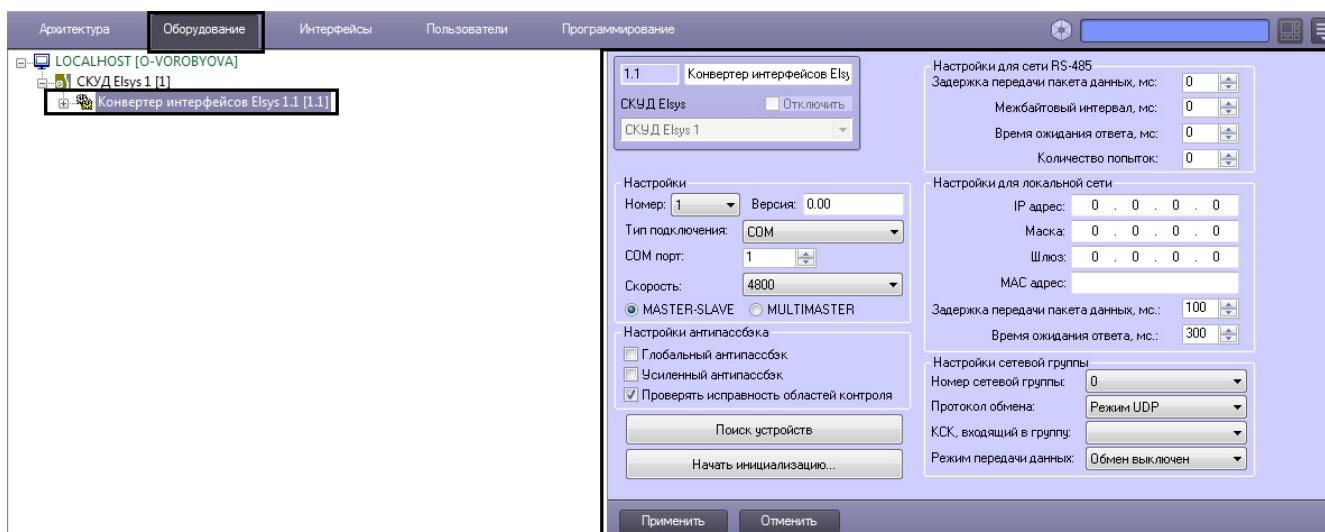 Архитектура Оборудование Интерфейсы Пользователи Программирование
LOCALHOST [O-VOROBYOVA]
СКУД Elsys 1 [1]
Конвертер интерфейсов Elsys 1.1 [1.1]
1.1 Конвертер интерфейсов Els
СКУД Elsys Отключить
СКУД Elsys 1
Настройки
Номер: 1 Версия: 0.00
Тип подключения: COM
COM порт: 1
Скорость: 4800
MASTER-SLAVE MULTIMASTER
Настройки антипассбэка
Глобальный антипассбэк
Усиленный антипассбэк
Проверять исправность областей контроля
Поиск устройств
Начать инициализацию...
Настройки для сети RS-485
Задержка передачи пакета данных, мс: 0
Межбайтовый интервал, мс: 0
Время ожидания ответа, мс: 0
Количество попыток: 0
Настройки для локальной сети
IP адрес: 0 . 0 . 0 . 0
Маска: 0 . 0 . 0 . 0
Шлюз: 0 . 0 . 0 . 0
MAC адрес:
Задержка передачи пакета данных, мс.: 100
Время ожидания ответа, мс.: 300
Настройки сетевой группы
Номер сетевой группы: 0
Протокол обмена: Режим UDP
КСК, входящий в группу:
Режим передачи данных: Обмен выключен
Применить Отменить